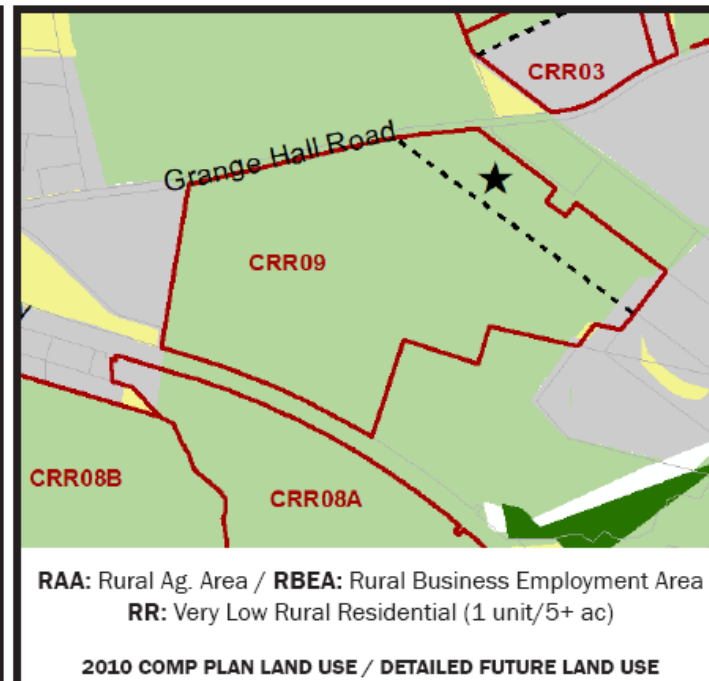 CRR03
Grange Hall Road
CRR09
CRR08B
CRR08A
RAA: Rural Ag. Area / RBEA: Rural Business Employment Area
RR: Very Low Rural Residential (1 unit/5+ ac)
2010 COMP PLAN LAND USE / DETAILED FUTURE LAND USE